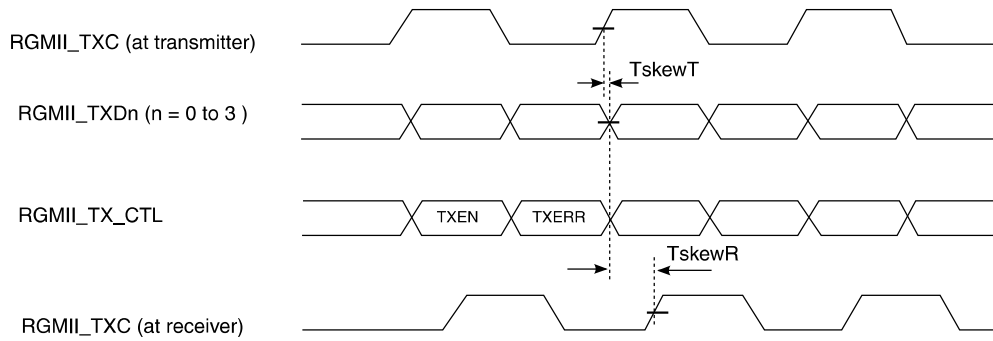 RGMII_TXC (at transmitter)
TskewT
RGMII_TXDn (n = 0 to 3 )
RGMII_TX_CTL
TXEN
TXERR
TskewR
RGMII_TXC (at receiver)